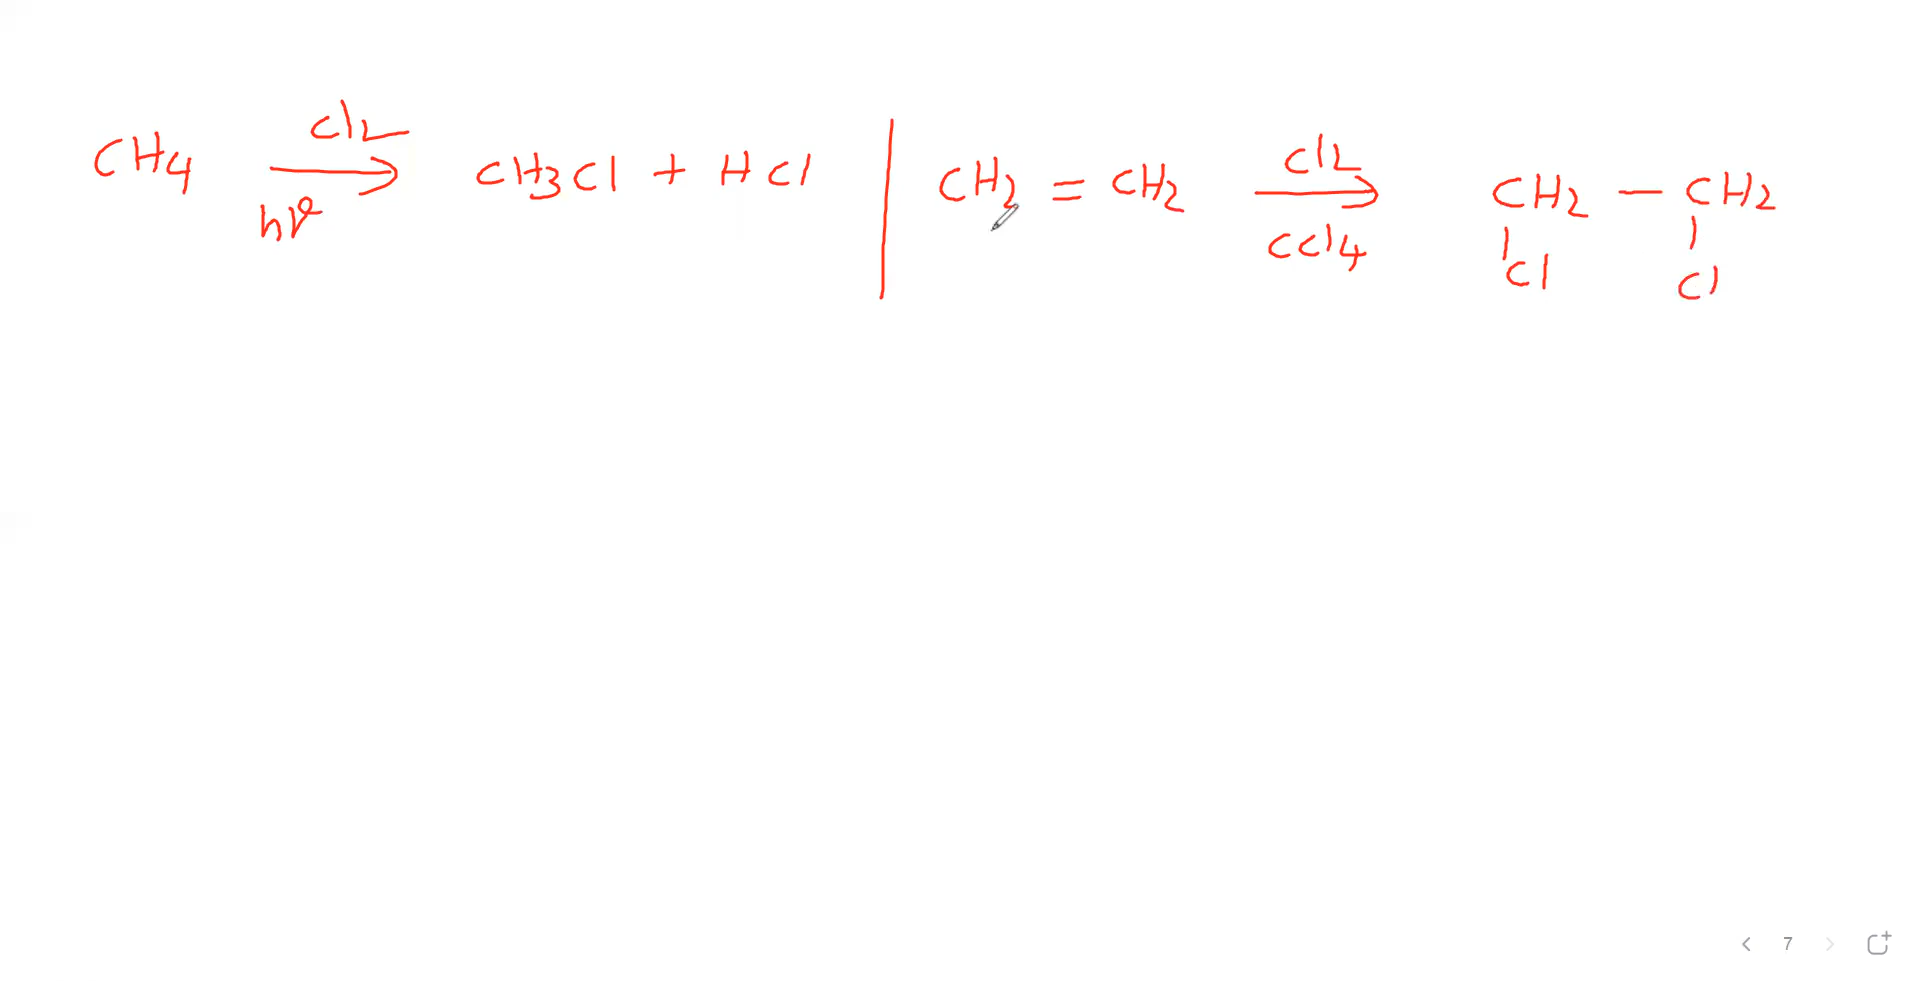 CH4 Cl2 hν CH3Cl + HCl
CH2 = CH2 Cl2 CCl4 CH2 — CH2
Cl Cl
7